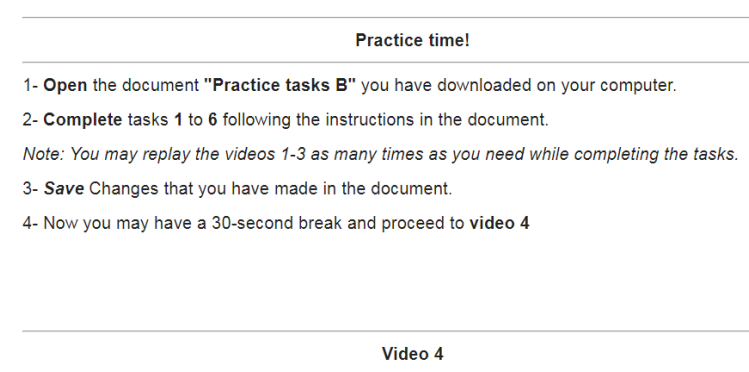 Practice time!
1- Open the document "Practice tasks B" you have downloaded on your computer.
2- Complete tasks 1 to 6 following the instructions in the document.
Note: You may replay the videos 1-3 as many times as you need while completing the tasks.
3- Save Changes that you have made in the document.
4- Now you may have a 30-second break and proceed to video 4
Video 4